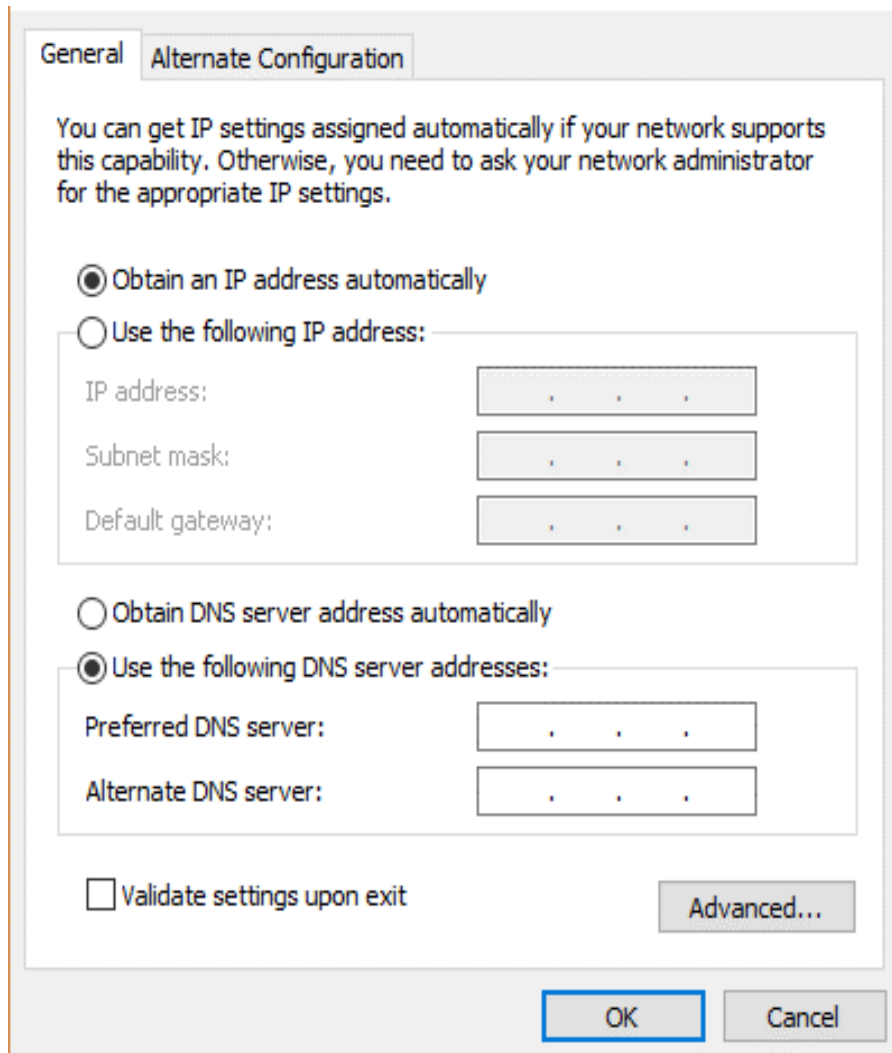 General
Alternate Configuration
You can get IP settings assigned automatically if your network supports
this capability. Otherwise, you need to ask your network administrator
for the appropriate IP settings.
Obtain an IP address automatically
Use the following IP address:
IP address:
Subnet mask:
Default gateway:
Obtain DNS server address automatically
Use the following DNS server addresses:
Preferred DNS server:
Alternate DNS server:
Validate settings upon exit
Advanced...
OK
Cancel